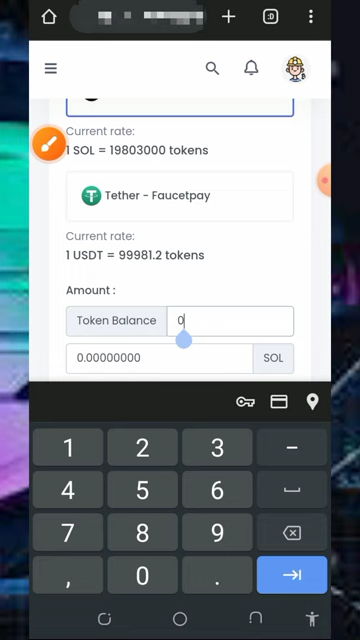 :D
Current rate:
1 SOL = 19803000 tokens
Tether - Faucetpay
Current rate:
1 USDT = 99981.2 tokens
Amount :
Token Balance 0
0.00000000 SOL
1 2 3 −
4 5 6
7 8 9
, 0 .